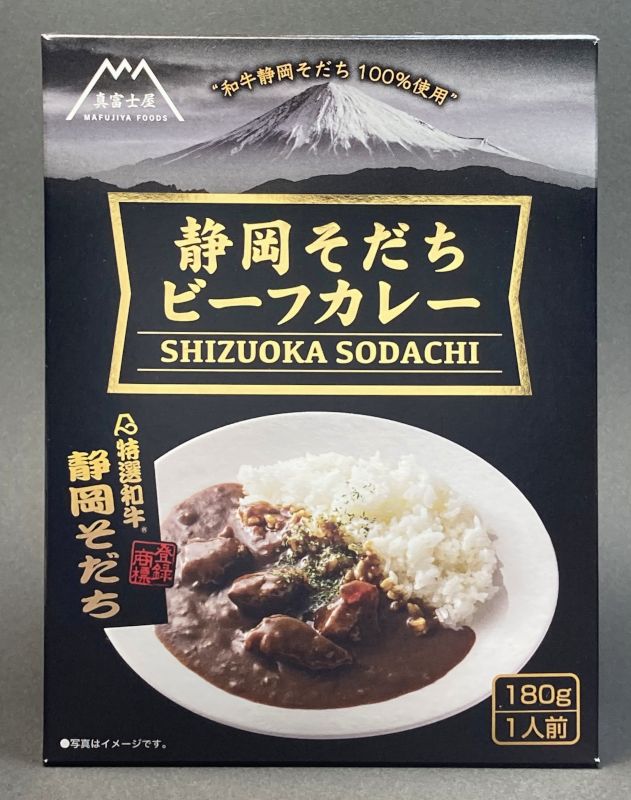 真富士屋
MAFUJIYA FOODS
"和牛静岡そだち 100%使用"
静岡そだち
ビーフカレー
SHIZUOKA SODACHI
特選和牛®
静岡そだち
登録
商標
180g
1人前
●写真はイメージです。